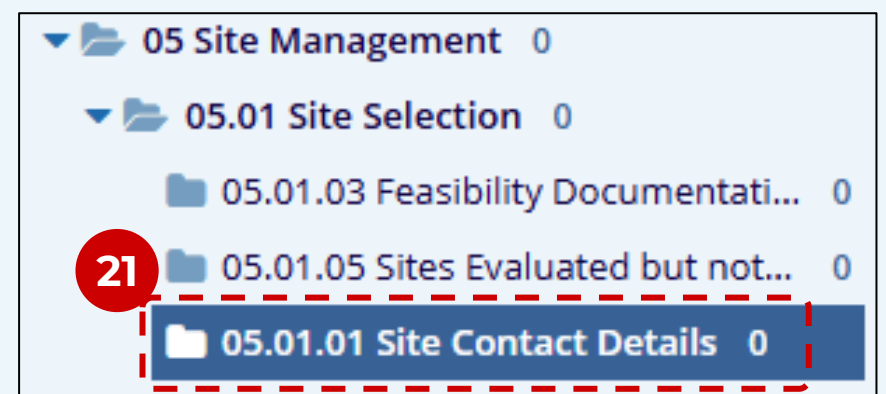 05 Site Management 0
05.01 Site Selection 0
05.01.03 Feasibility Documentati... 0
21 05.01.05 Sites Evaluated but not... 0
05.01.01 Site Contact Details 0